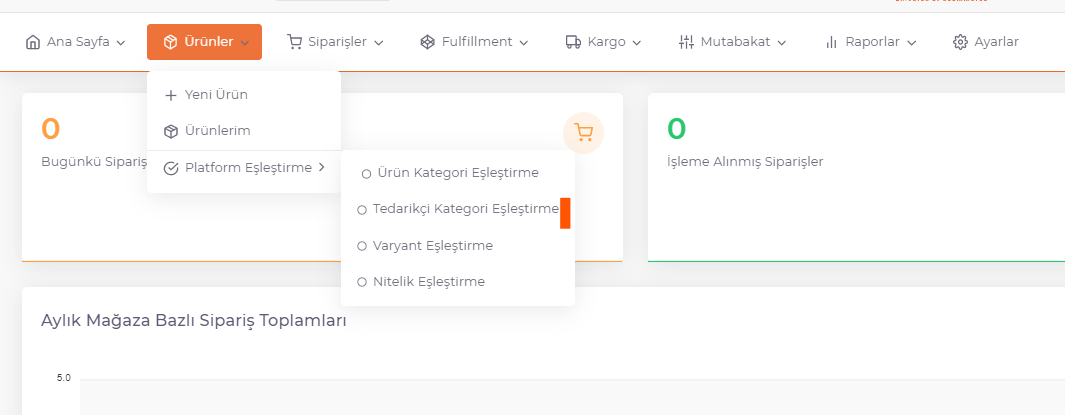 Ana Sayfa Ürünler Siparişler Fulfillment Kargo Mutabakat Raporlar Ayarlar
Yeni Ürün
Ürünlerim
Platform Eşleştirme
Ürün Kategori Eşleştirme
Tedarikçi Kategori Eşleştirme
Varyant Eşleştirme
Nitelik Eşleştirme
0
Bugünkü Sipariş
0
İşleme Alınmış Siparişler
Aylık Mağaza Bazlı Sipariş Toplamları
5.0